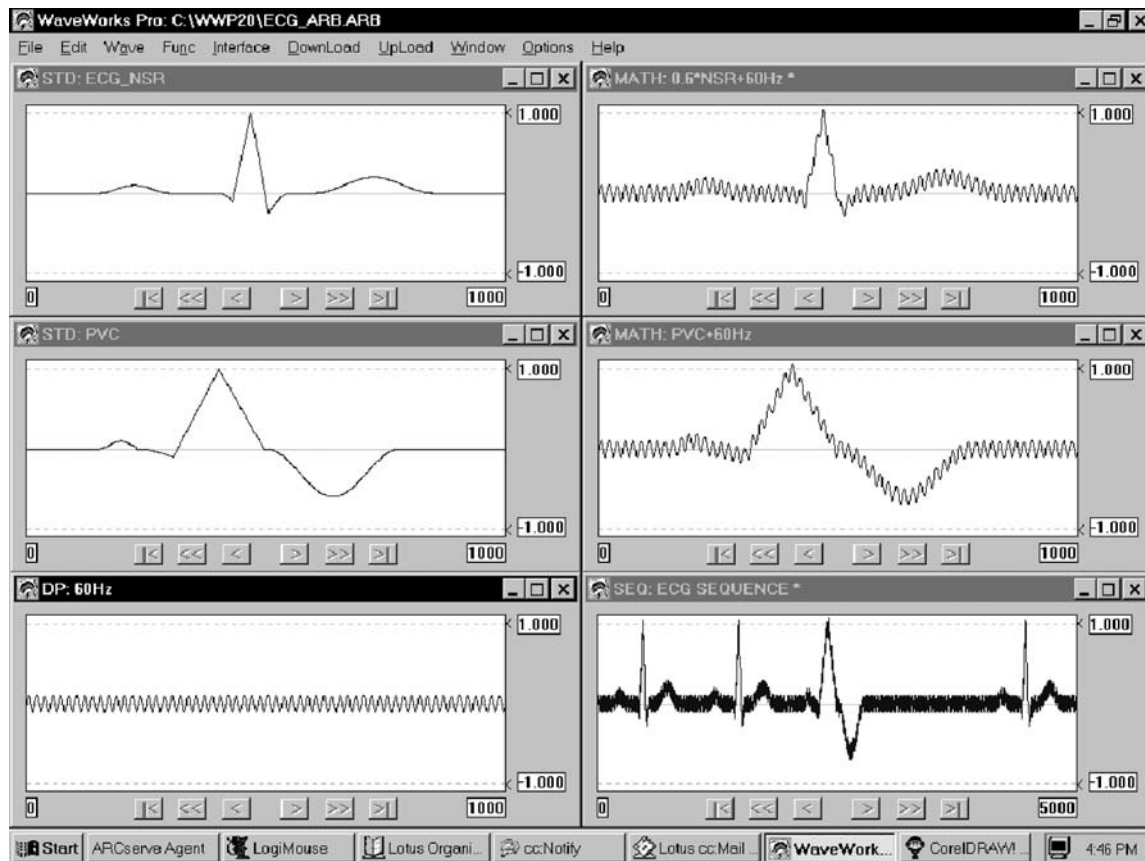 WaveWorks Pro: C:\WWP20\ECG_ARB.ARB
File Edit Wave Func Interface DownLoad UpLoad Window Options Help
STD: ECG_NSR
1.000
-1.000
0 |< << < > >> >| 1000
MATH: 0.6*NSR+60Hz *
1.000
-1.000
0 |< << < > >> >| 1000
STD: PVC
1.000
-1.000
0 |< << < > >> >| 1000
MATH: PVC+60Hz
1.000
-1.000
0 |< << < > >> >| 1000
DP: 60Hz
1.000
-1.000
0 |< << < > >> >| 1000
SEQ: ECG SEQUENCE *
1.000
-1.000
0 |< << < > >> >| 5000
Start ARCserve Agent LogiMouse Lotus Organi... cc:Notify Lotus cc:Mail ... WaveWork... CorelDRAW! ... 4:46 PM